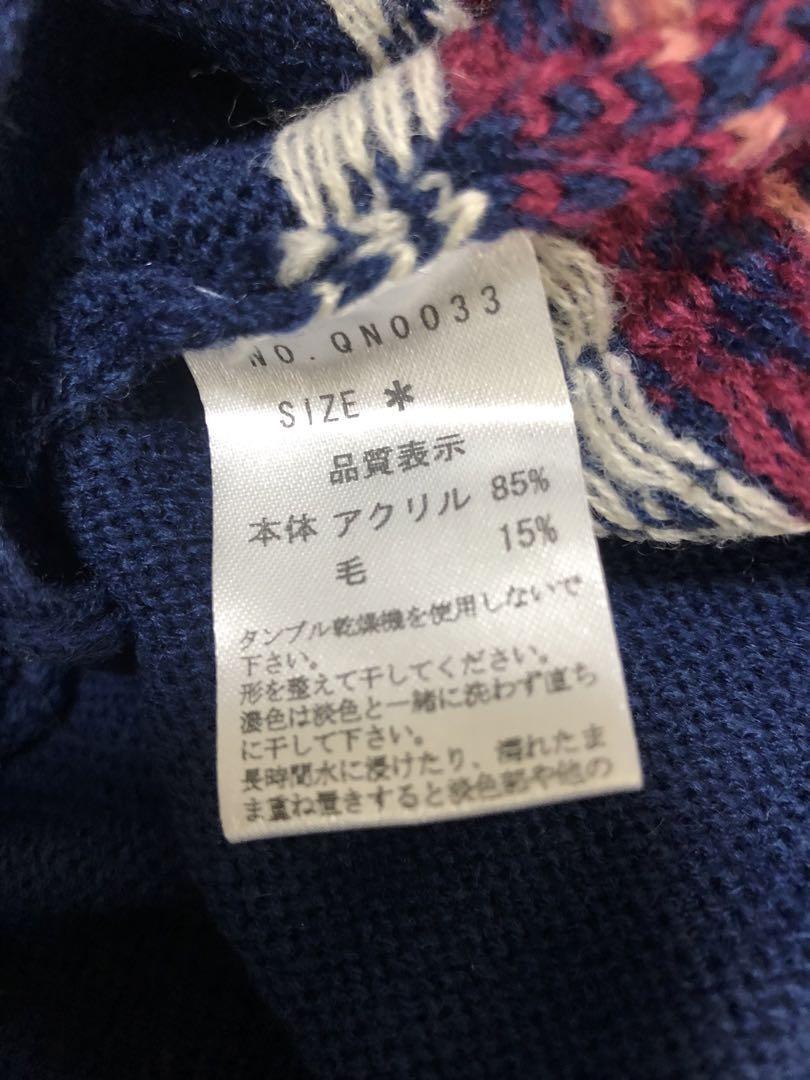 NO.QN0033
SIZE *
品質表示
本体 アクリル 85%
毛 15%
タンブル乾燥機を使用しないで
下さい。
形を整えて干してください。
濃色は淡色と一緒に洗わず直ち
に干して下さい。
長時間水に浸けたり、濡れたま
ま重ね置きすると淡色部や他の